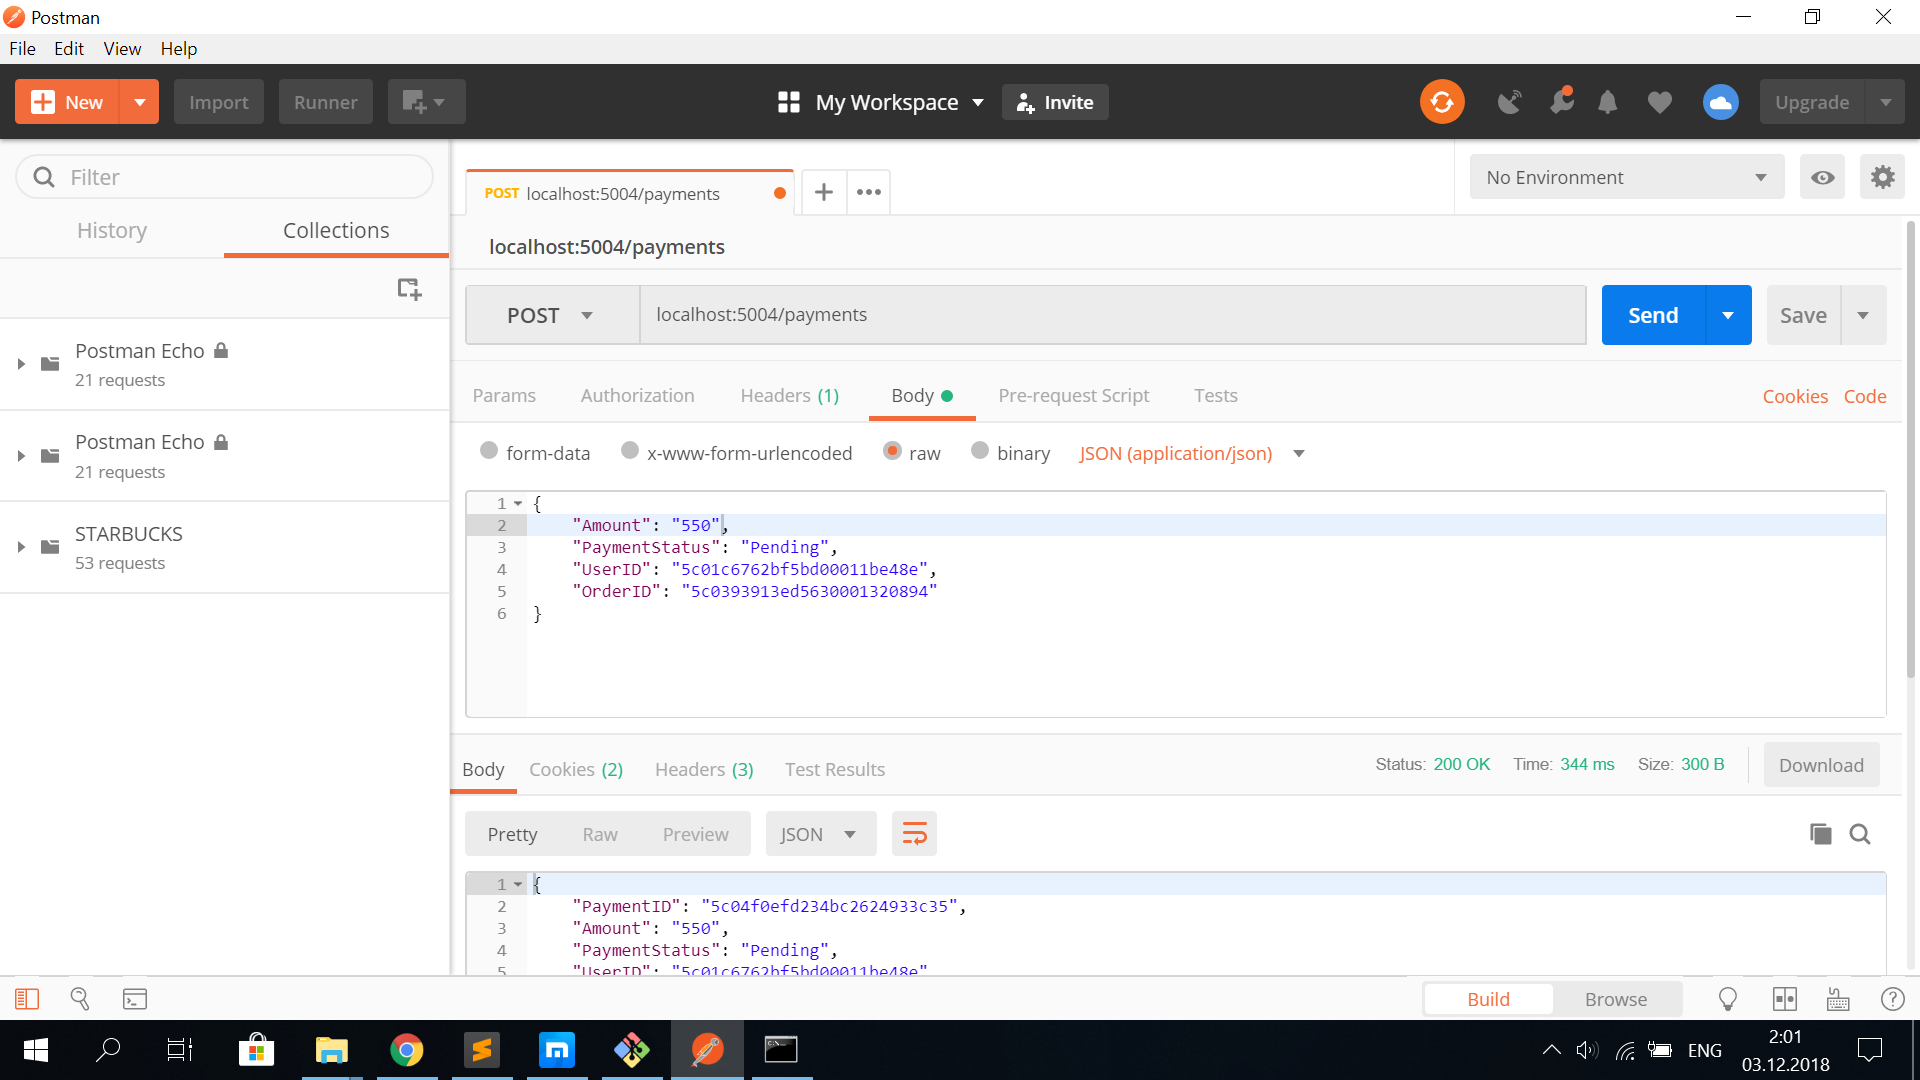 Postman
File Edit View Help
New Import Runner My Workspace Invite Upgrade
Filter
History Collections
Postman Echo
21 requests
Postman Echo
21 requests
STARBUCKS
53 requests
POST localhost:5004/payments
No Environment
localhost:5004/payments
POST localhost:5004/payments Send Save
Params Authorization Headers (1) Body Pre-request Script Tests Cookies Code
form-data x-www-form-urlencoded raw binary JSON (application/json)
1 {
2 "Amount": "550",
3 "PaymentStatus": "Pending",
4 "UserID": "5c01c6762bf5bd00011be48e",
5 "OrderID": "5c0393913ed5630001320894"
6 }
Body Cookies (2) Headers (3) Test Results Status: 200 OK Time: 344 ms Size: 300 B Download
Pretty Raw Preview JSON
1 {
2 "PaymentID": "5c04f0efd234bc2624933c35",
3 "Amount": "550",
4 "PaymentStatus": "Pending",
5 "UserID": "5c01c6762bf5bd00011be48e"
Build Browse
ENG
2:01
03.12.2018